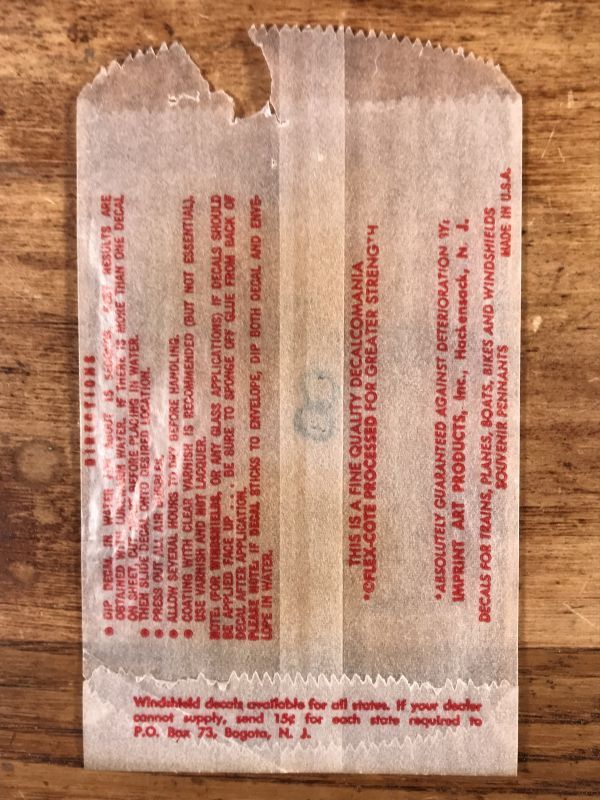 DIRECTIONS
DIP DECAL IN WATER RESULTS ARE
OBTAINED WITH WATER. IF THERE IS MORE THAN ONE DECAL
ON SHEET, CUT BEFORE PLACING IN WATER.
THEN SLIDE DECAL ONTO DESIRED LOCATION.
PRESS OUT ALL AIR BUBBLES.
ALLOW SEVERAL HOURS TO DRY BEFORE HANDLING.
COATING WITH CLEAR VARNISH IS RECOMMENDED (BUT NOT ESSENTIAL).
USE VARNISH AND NOT LACQUER.
NOTE: (FOR WINDSHIELDS, OR ANY GLASS APPLICATIONS) IF DECALS SHOULD
BE APPLIED FACE UP . . . BE SURE TO SPONGE OFF GLUE FROM BACK OF
DECAL AFTER APPLICATION.
PLEASE NOTE: IF DECAL STICKS TO ENVELOPE, DIP BOTH DECAL AND ENVE-
LOPE IN WATER.
THIS IS A FINE QUALITY DECALCOMANIA
*©FLEX-COTE PROCESSED FOR GREATER STRENGTH
*ABSOLUTELY GUARANTEED AGAINST DETERIORATION BY:
IMPRINT ART PRODUCTS, Inc., Hackensack, N. J.
DECALS FOR TRAINS, PLANES, BOATS, BIKES AND WINDSHIELDS
SOUVENIR PENNANTS
MADE IN U.S.A.
Windshield decals available for all states. If your dealer
cannot supply, send 15¢ for each state required to
P.O. Box 73, Bogota, N. J.